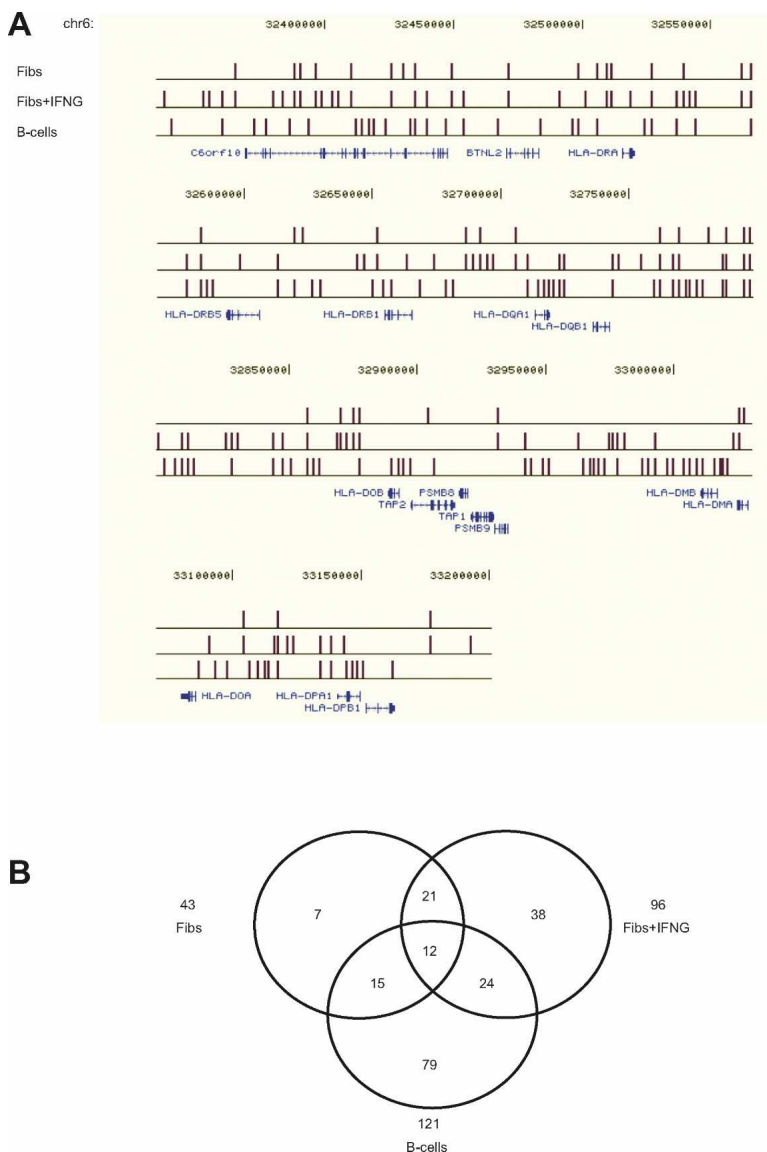 A
chr6:
32400000|
32450000|
32500000|
32550000|
Fibs
Fibs+IFNG
B-cells
C6orf10
BTNL2
HLA-DRA
32600000|
32650000|
32700000|
32750000|
HLA-DRB5
HLA-DRB1
HLA-DQA1
HLA-DQB1
32850000|
32900000|
32950000|
33000000|
HLA-DOB
PSMB8
HLA-DMB
TAP2
HLA-DMA
TAP1
PSMB9
33100000|
33150000|
33200000|
HLA-DOA
HLA-DPA1
HLA-DPB1
B
43
Fibs
7
21
38
96
Fibs+IFNG
12
15
24
79
121
B-cells